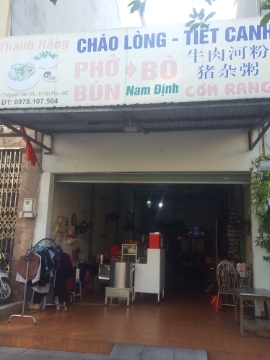 Thanh Hằng
CHÁO LÒNG - TIẾT CANH
PHỞ BÒ
BÚN Nam Định
牛肉河粉
猪杂粥
CƠM RANG
ĐT: 0978.107.564